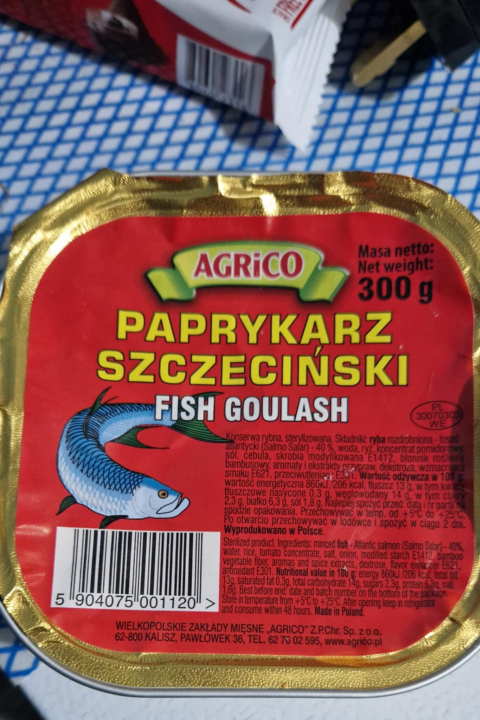 AGRiCO
Masa netto:
Net weight:
300 g
PAPRYKARZ
SZCZECIŃSKI
FISH GOULASH
PL
30070302
WE
Konserwa rybna, sterylizowana. Składniki: ryba rozdrobniona - łosoś
atlantycki (Salmo Salar) - 40 %, woda, ryż, koncentrat pomidorowy,
sól, cebula, skrobia modyfikowana E1412, błonnik roślinny
bambusowy, aromaty i ekstrakty przypraw, dekstroza, wzmacniacz
smaku E621, przeciwutleniacz E301. Wartość odżywcza w 100 g:
wartość energetyczna 860kJ/206 kcal, tłuszcz 13 g, w tym kw.
tłuszczowe nasycone 0,3 g, węglowodany 14 g, w tym cukry
2,3 g, białko 6,3 g, sól 1,8 g. Najlepiej spożyć przed: data i nr partii na
spodzie opakowania. Przechowywać w temp. od +5°C do +25°C.
Po otwarciu przechowywać w lodówce i spożyć w ciągu 2 dni.
Wyprodukowano w Polsce.
Sterilized product. Ingredients: minced fish - Atlantic salmon (Salmo Salar) - 40%,
water, rice, tomato concentrate, salt, onion, modified starch E1412, bamboo
vegetable fiber, aromas and spice extracts, dextrose, flavor enhancer E621,
antioxidant E301. Nutritional value in 100 g: energy 860kJ/206 kcal, total fat
13g, saturated fat 0,3g, total carbohydrate 14g, sugars 2,3g, protein 6,3g, salt
1,8g. Best before end: date and batch number on the bottom of the package.
Store in temperature from +5°C to +25°C. After opening keep in refrigerator
and consume within 48 hours. Made in Poland.
5 904075 001120 >
WIELKOPOLSKIE ZAKŁADY MIĘSNE „AGRICO" Z.P.Chr. Sp. z o.o.
62-800 KALISZ, PAWŁÓWEK 36, TEL. 62 76 02 595, www.agrico.pl